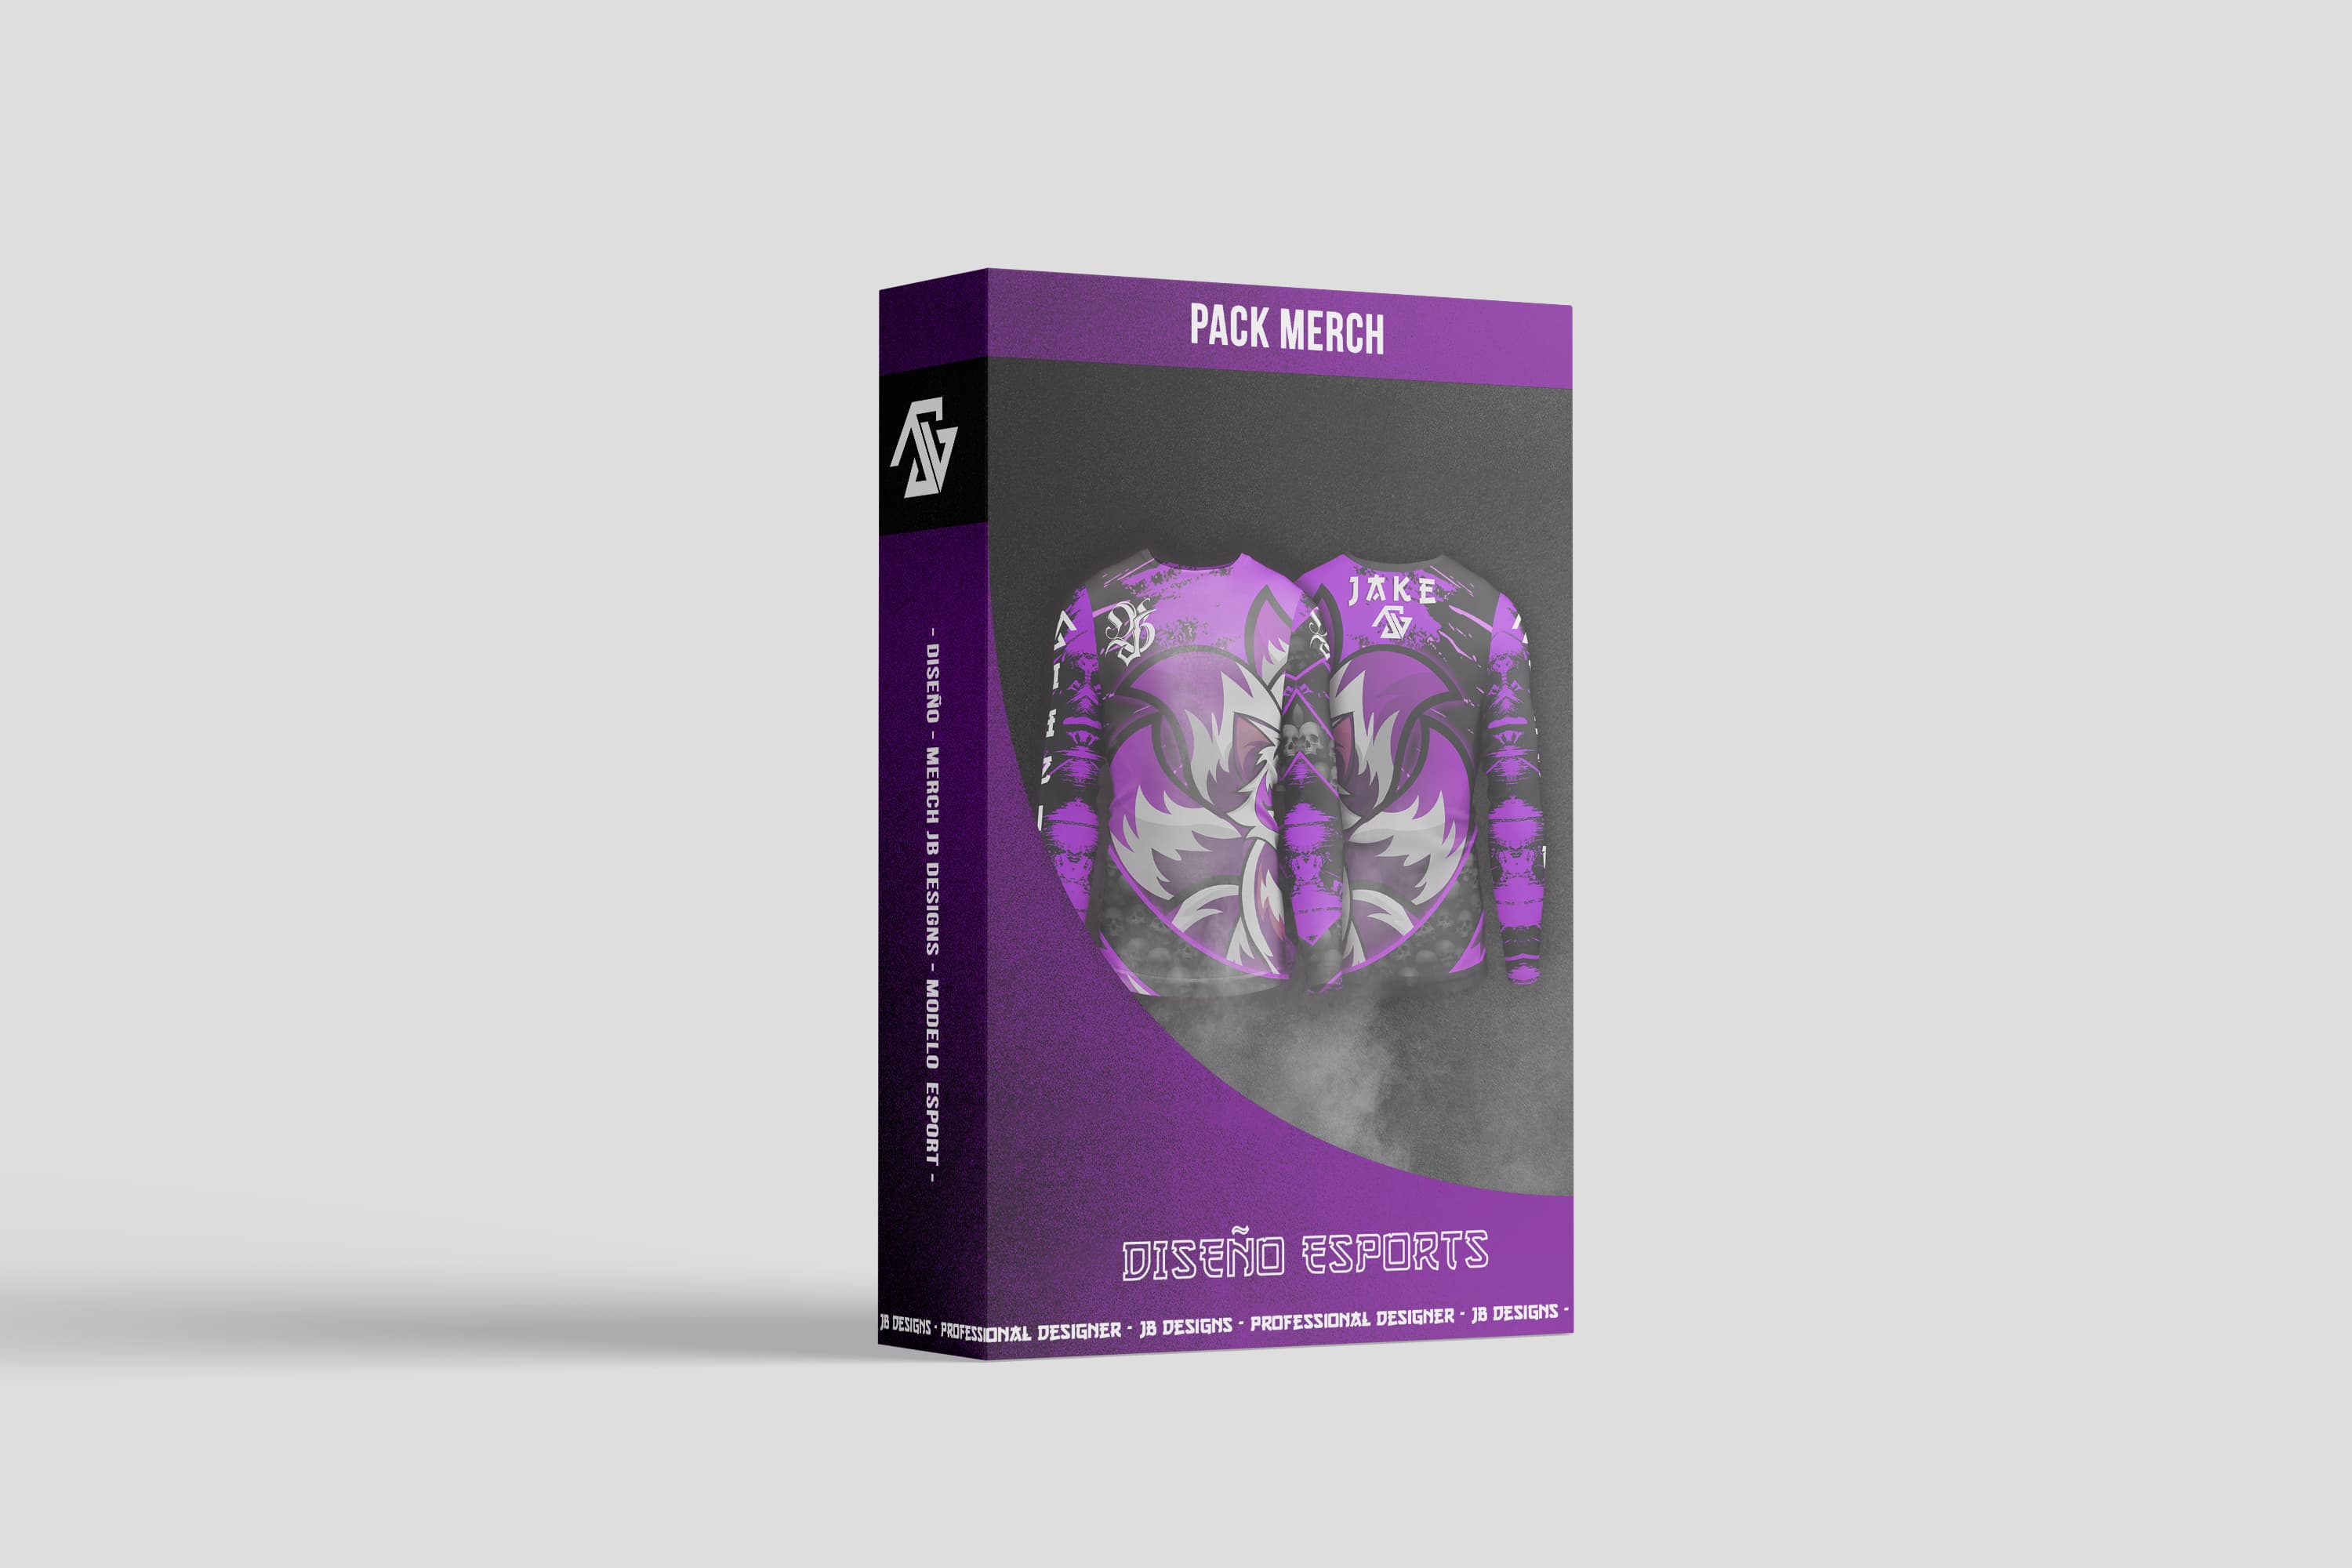 PACK MERCH
JAKE
- DISEÑO - MERCH JB DESIGNS - MODELO ESPORT -
DISEÑO ESPORTS
JB DESIGNS - PROFESSIONAL DESIGNER - JB DESIGNS - PROFESSIONAL DESIGNER - JB DESIGNS -